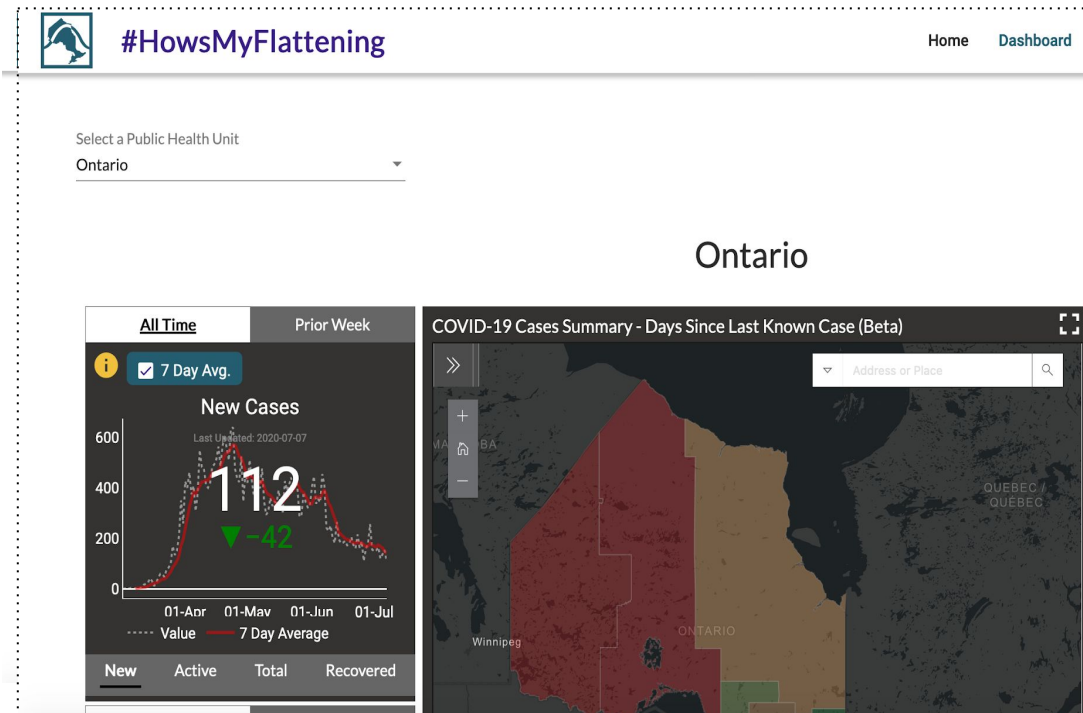 #HowsMyFlattening
Home Dashboard
Select a Public Health Unit
Ontario
Ontario
All Time Prior Week
i
7 Day Avg.
New Cases
Last Updated: 2020-07-07
112
▼-42
600
400
200
0
01-Apr 01-May 01-Jun 01-Jul
Value 7 Day Average
New Active Total Recovered
COVID-19 Cases Summary - Days Since Last Known Case (Beta)
Address or Place
QUEBEC /
QUÉBEC
ONTARIO
Winnipeg